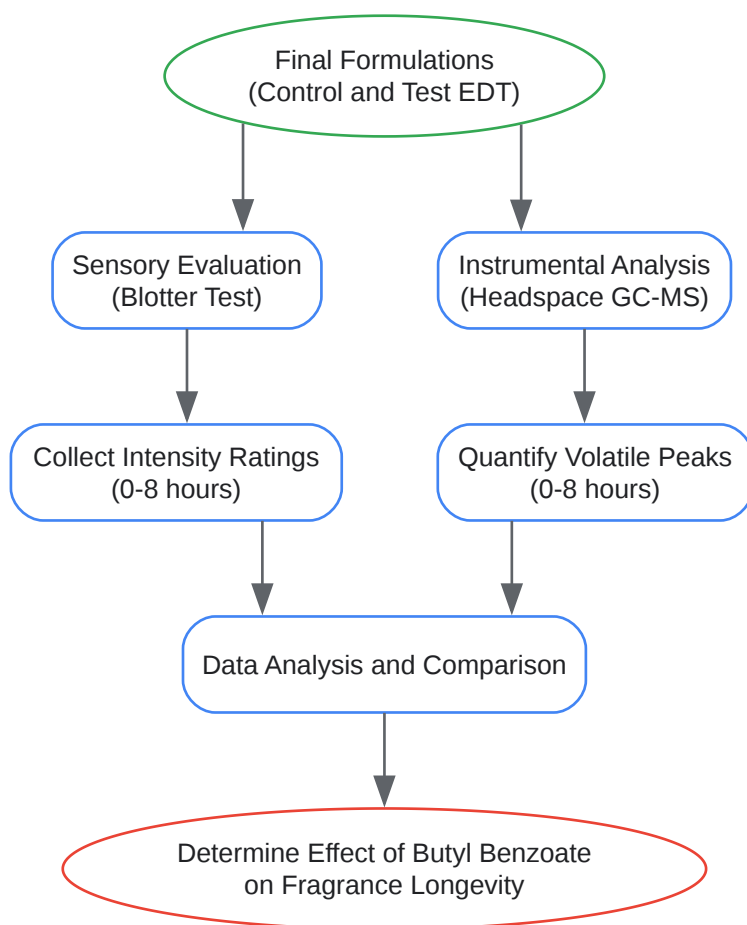 Final Formulations
(Control and Test EDT)
Sensory Evaluation
(Blotter Test)
Instrumental Analysis
(Headspace GC-MS)
Collect Intensity Ratings
(0-8 hours)
Quantify Volatile Peaks
(0-8 hours)
Data Analysis and Comparison
Determine Effect of Butyl Benzoate
on Fragrance Longevity